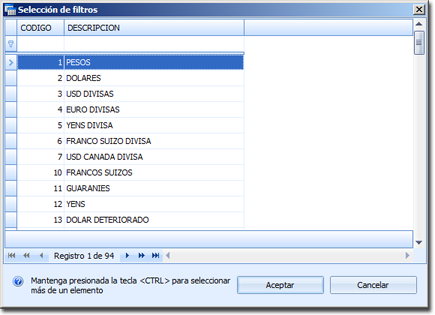 Selección de filtros
CODIGO DESCRIPCION
1 PESOS
2 DOLARES
3 USD DIVISAS
4 EURO DIVISAS
5 YENS DIVISA
6 FRANCO SUIZO DIVISA
7 USD CANADA DIVISA
10 FRANCOS SUIZOS
11 GUARANIES
12 YENS
13 DOLAR DETERIORADO
Registro 1 de 94
Mantenga presionada la tecla <CTRL> para seleccionar
más de un elemento
Aceptar Cancelar